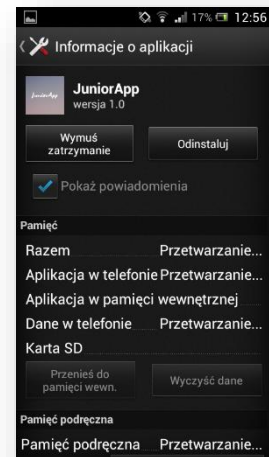 17% 12:56
Informacje o aplikacji
JuniorApp
JuniorApp
wersja 1.0
Wymuś
zatrzymanie
Odinstaluj
Pokaż powiadomienia
Pamięć
Razem Przetwarzanie...
Aplikacja w telefonie Przetwarzanie...
Aplikacja w pamięci wewnętrznej
Dane w telefonie Przetwarzanie...
Karta SD
Przenieś do
pamięci wewn.
Wyczyść dane
Pamięć podręczna
Pamięć podręczna Przetwarzanie...